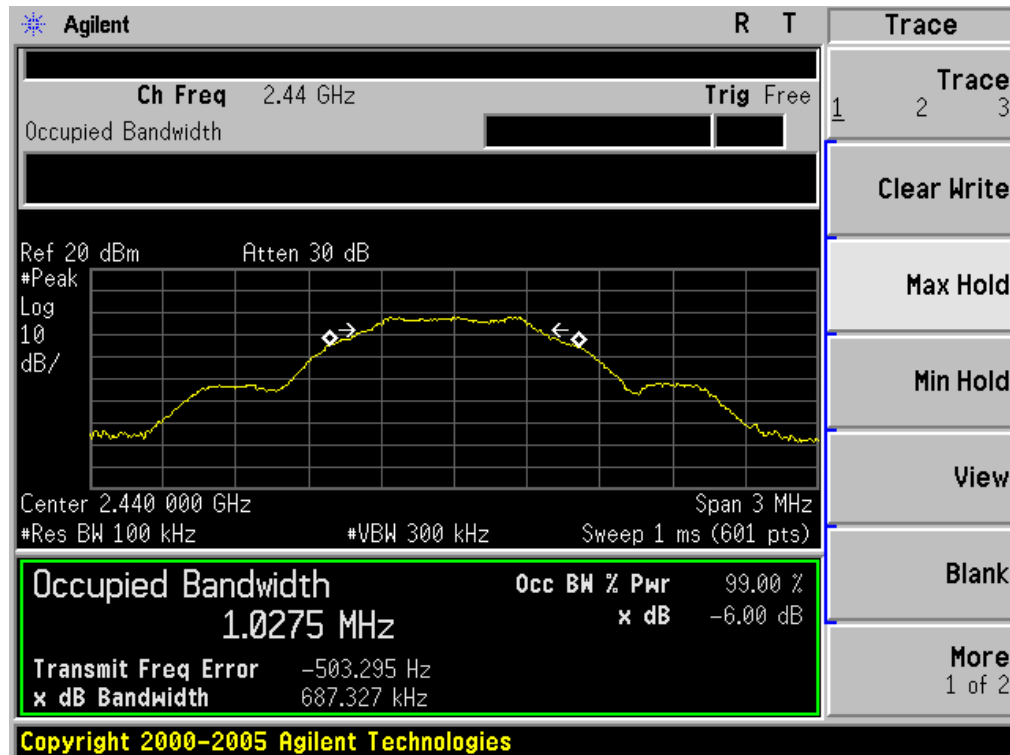 Agilent R T Trace
Ch Freq 2.44 GHz Trig Free
Occupied Bandwidth
Trace
1 2 3
Clear Write
Max Hold
Min Hold
View
Blank
More
1 of 2
Ref 20 dBm Atten 30 dB
#Peak
Log
10
dB/
Center 2.440 000 GHz Span 3 MHz
#Res BW 100 kHz #VBW 300 kHz Sweep 1 ms (601 pts)
Occupied Bandwidth Occ BW % Pwr 99.00 %
1.0275 MHz x dB -6.00 dB
Transmit Freq Error -503.295 Hz
x dB Bandwidth 687.327 kHz
Copyright 2000-2005 Agilent Technologies